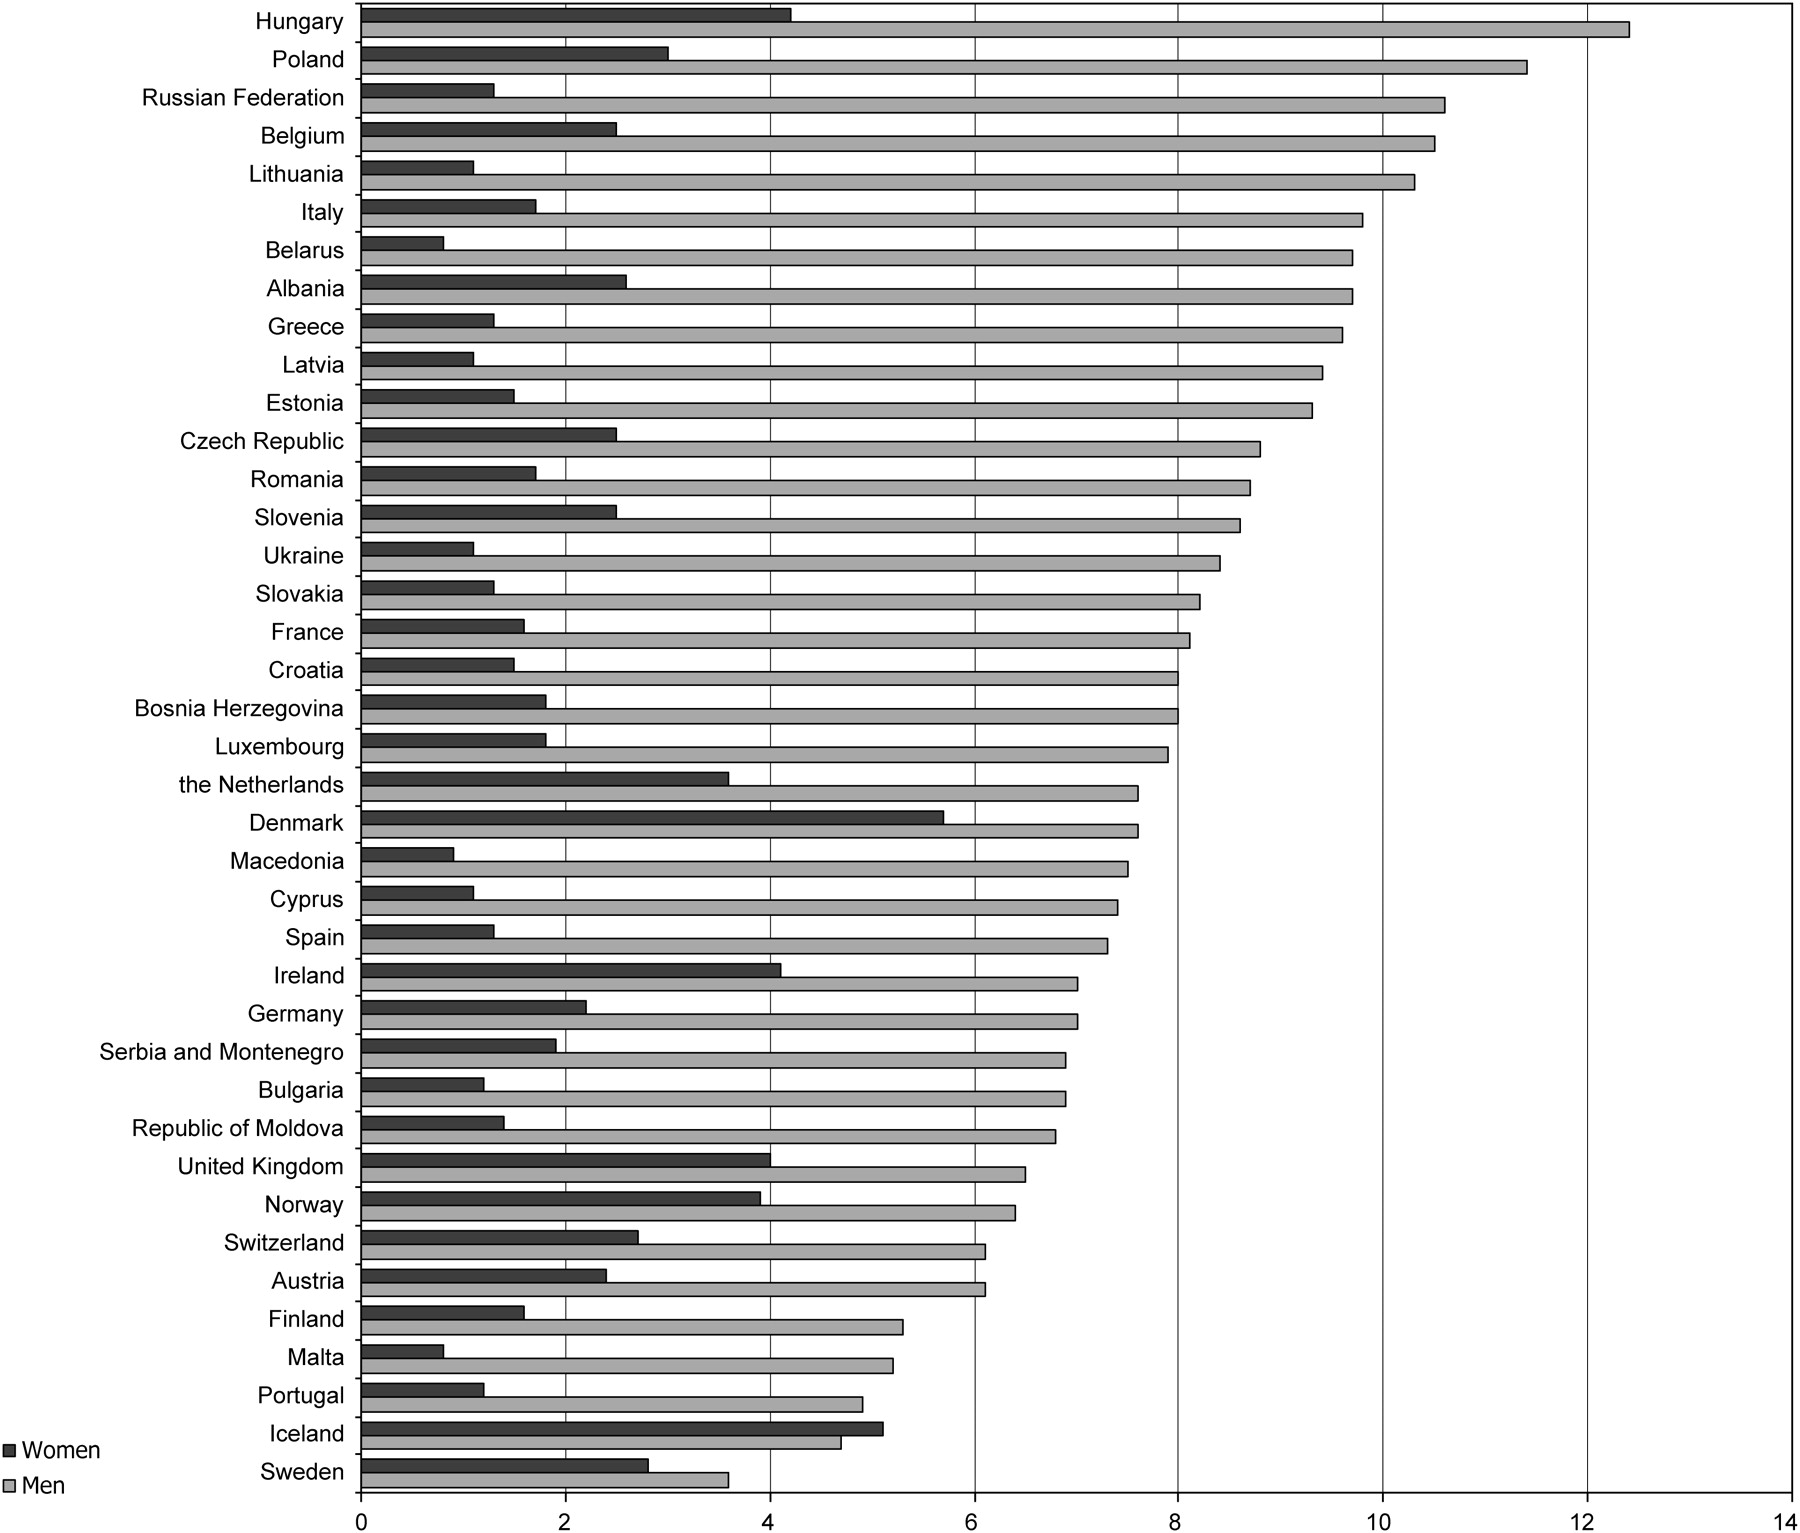 Hungary
Poland
Russian Federation
Belgium
Lithuania
Italy
Belarus
Albania
Greece
Latvia
Estonia
Czech Republic
Romania
Slovenia
Ukraine
Slovakia
France
Croatia
Bosnia Herzegovina
Luxembourg
the Netherlands
Denmark
Macedonia
Cyprus
Spain
Ireland
Germany
Serbia and Montenegro
Bulgaria
Republic of Moldova
United Kingdom
Norway
Switzerland
Austria
Finland
Malta
Portugal
Iceland
Sweden
Women
Men
0 2 4 6 8 10 12 14